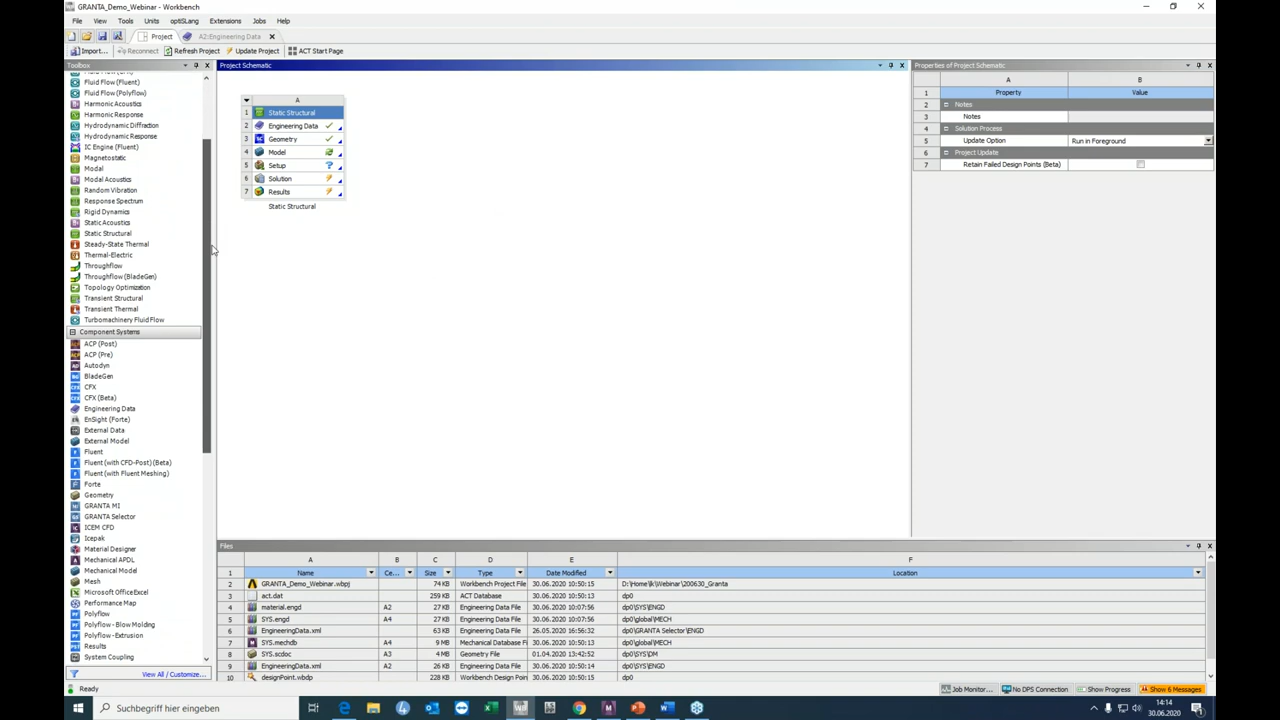 GRANTA_Demo_Webinar - Workbench
File View Tools Units optiSLang Extensions Jobs Help
Project A2:Engineering Data
Import... Reconnect Refresh Project Update Project ACT Start Page
Toolbox
Fluid Flow (Fluent)
Fluid Flow (Polyflow)
Harmonic Acoustics
Harmonic Response
Hydrodynamic Diffraction
Hydrodynamic Response
IC Engine (Fluent)
Magnetostatic
Modal
Modal Acoustics
Random Vibration
Response Spectrum
Rigid Dynamics
Static Acoustics
Static Structural
Steady-State Thermal
Thermal-Electric
Throughflow
Throughflow (BladeGen)
Topology Optimization
Transient Structural
Transient Thermal
Turbomachinery Fluid Flow
Component Systems
ACP (Post)
ACP (Pre)
Autodyn
BladeGen
CFX
CFX (Beta)
Engineering Data
EnSight (Forte)
External Data
External Model
Fluent
Fluent (with CFD-Post) (Beta)
Fluent (with Fluent Meshing)
Forte
Geometry
GRANTA MI
GRANTA Selector
ICEM CFD
Icepak
Material Designer
Mechanical APDL
Mechanical Model
Mesh
Microsoft Office Excel
Performance Map
Polyflow
Polyflow - Blow Molding
Polyflow - Extrusion
Results
System Coupling
View All / Customize...
Project Schematic
A
1 Static Structural
2 Engineering Data
3 Geometry
4 Model
5 Setup
6 Solution
7 Results
Static Structural
Properties of Project Schematic
A B
1 Property Value
2 Notes
3 Notes
4 Solution Process
5 Update Option Run in Foreground
6 Project Update
7 Retain Failed Design Points (Beta)
Files
A B C D E F
1 Name Ce... Size Type Date Modified Location
2 GRANTA_Demo_Webinar.wbpj 74 KB Workbench Project File 30.06.2020 10:50:15 D:\Home\lk\Webinar\200630_Granta
3 act.dat 259 KB ACT Database 30.06.2020 10:50:13 dp0
4 material.engd A2 27 KB Engineering Data File 30.06.2020 10:07:56 dp0\SYS\ENGD
5 SYS.engd A4 27 KB Engineering Data File 30.06.2020 10:07:56 dp0\global\MECH
6 EngineeringData.xml 63 KB Engineering Data File 26.05.2020 16:56:32 dp0\GRANTA Selector\ENGD
7 SYS.mechdb A4 9 MB Mechanical Database Fi 30.06.2020 10:50:13 dp0\global\MECH
8 SYS.scdoc A3 4 MB Geometry File 01.04.2020 13:42:52 dp0\SYS\DM
9 EngineeringData.xml A2 26 KB Engineering Data File 30.06.2020 10:50:14 dp0\SYS\ENGD
10 designPoint.wbdp 228 KB Workbench Design Poin 30.06.2020 10:50:15 dp0
Ready
Job Monitor... No DPS Connection Show Progress Show 6 Messages
Suchbegriff hier eingeben
14:14
30.06.2020